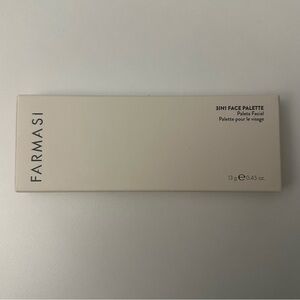 FARMASI
3IN1 FACE PALETTE
Paleta Facial
Palette pour le visage
13 g ℮ 0.45 oz.